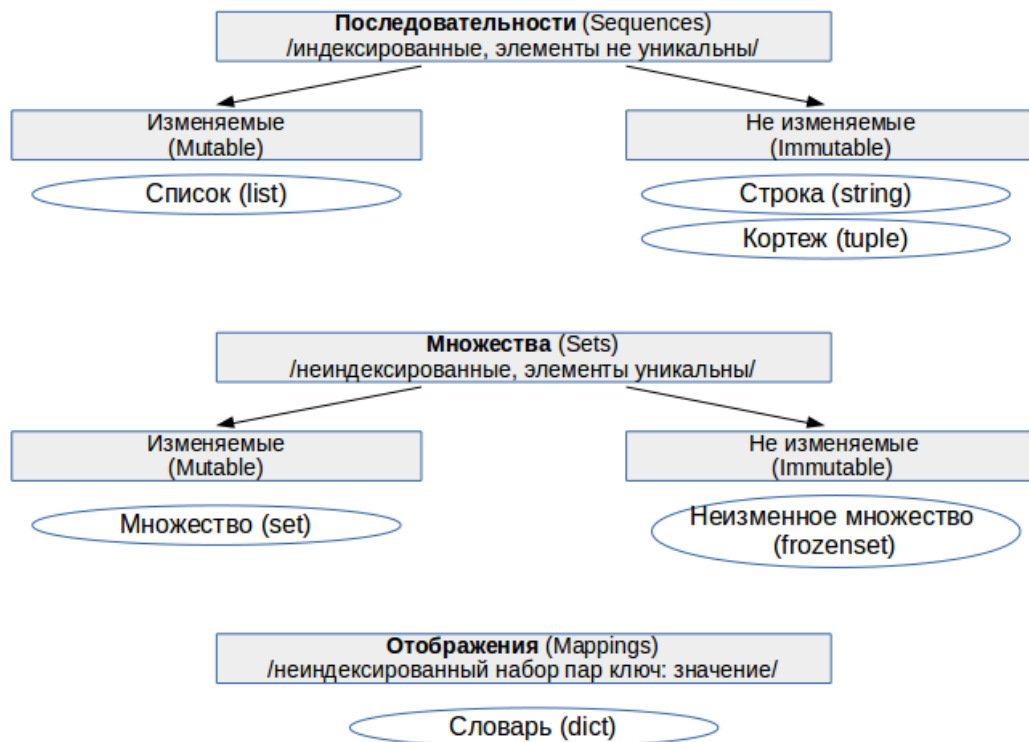 Последовательности (Sequences)
/индексированные, элементы не уникальны/
Изменяемые
(Mutable)
Не изменяемые
(Immutable)
Список (list)
Строка (string)
Кортеж (tuple)
Множества (Sets)
/неиндексированные, элементы уникальны/
Изменяемые
(Mutable)
Не изменяемые
(Immutable)
Множество (set)
Неизменное множество
(frozenset)
Отображения (Mappings)
/неиндексированный набор пар ключ: значение/
Словарь (dict)